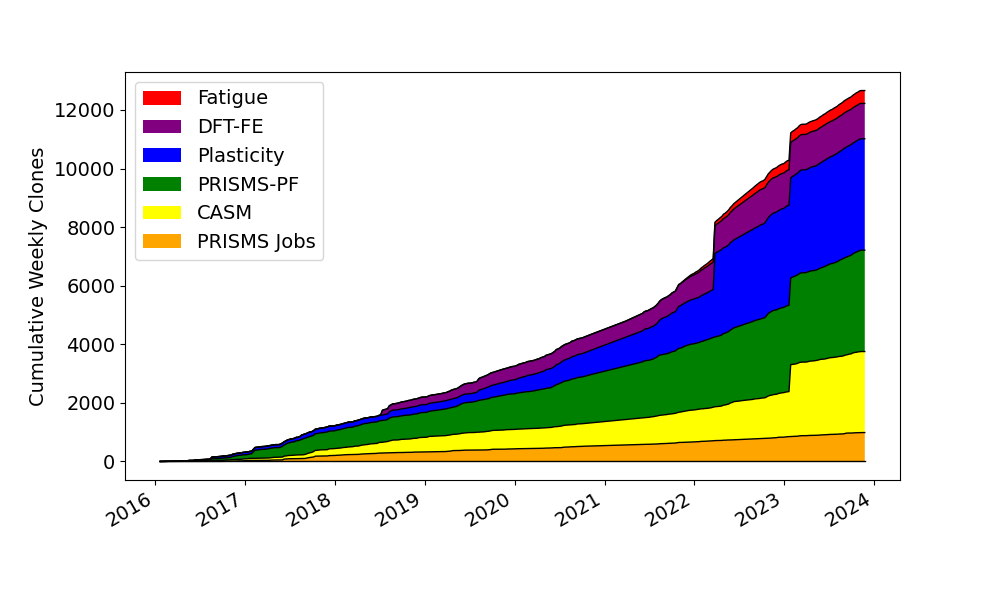 Cumulative Weekly Clones
12000
10000
8000
6000
4000
2000
0
Fatigue
DFT-FE
Plasticity
PRISMS-PF
CASM
PRISMS Jobs
2016 2017 2018 2019 2020 2021 2022 2023 2024